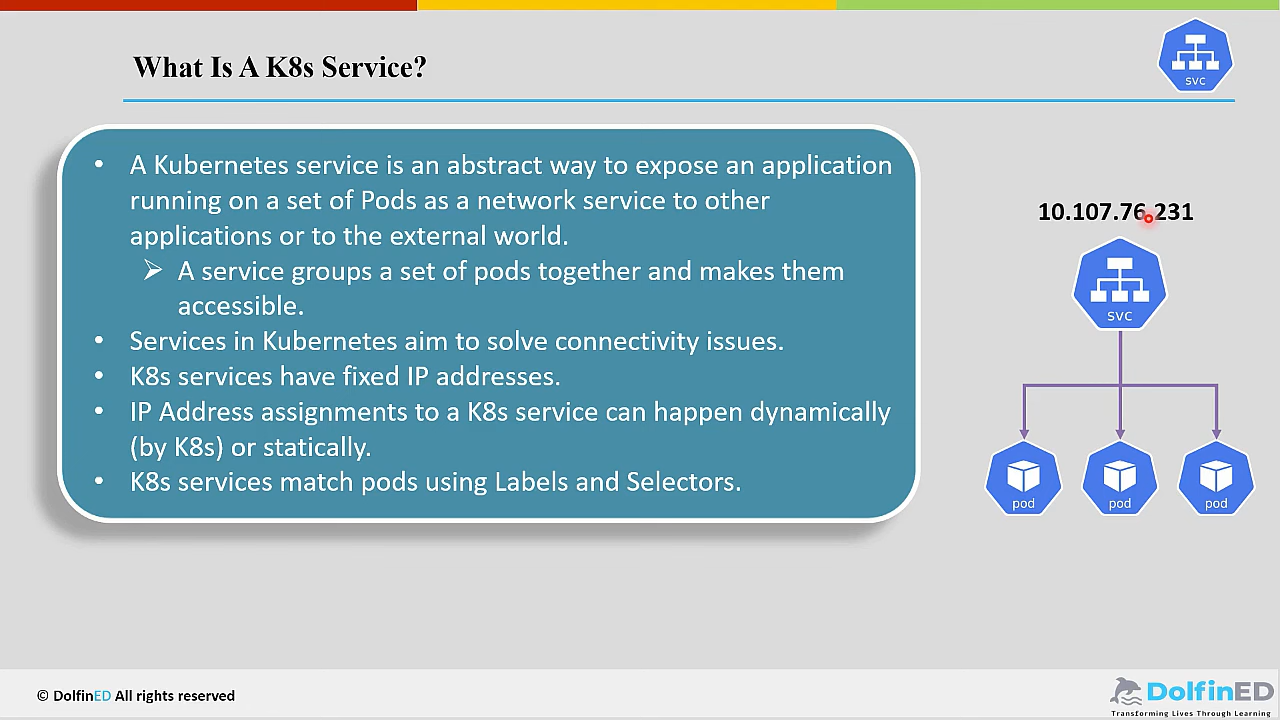 What Is A K8s Service?
svc
• A Kubernetes service is an abstract way to expose an application
running on a set of Pods as a network service to other
applications or to the external world.
➢ A service groups a set of pods together and makes them
accessible.
• Services in Kubernetes aim to solve connectivity issues.
• K8s services have fixed IP addresses.
• IP Address assignments to a K8s service can happen dynamically
(by K8s) or statically.
• K8s services match pods using Labels and Selectors.
10.107.76.231
svc
pod pod pod
© DolfinED All rights reserved
DolfinED
Transforming Lives Through Learning